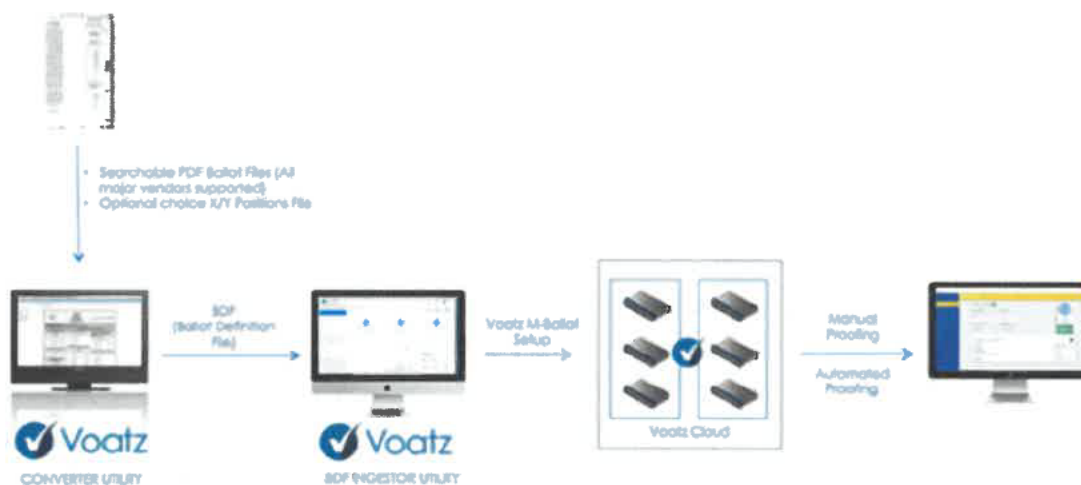 • Searchable PDF Ballot Files (All
major vendors supported)
• Optional choice X/Y Positions File
BDF
(Ballot Definition
File)
Voatz M-Ballot
Setup
Manual
Proofing
Automated
Proofing
Voatz Cloud
Voatz
CONVERTER UTILITY
Voatz
BDF INGESTOR UTILITY